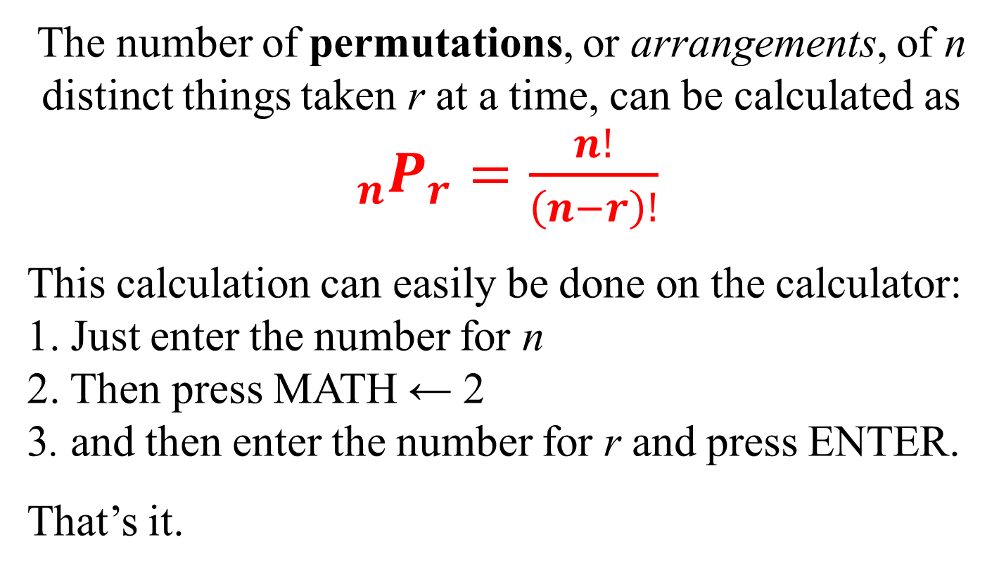 The number of permutations, or arrangements, of n
distinct things taken r at a time, can be calculated as
ₙPᵣ = n! / (n−r)!
This calculation can easily be done on the calculator:
1. Just enter the number for n
2. Then press MATH ← 2
3. and then enter the number for r and press ENTER.
That’s it.